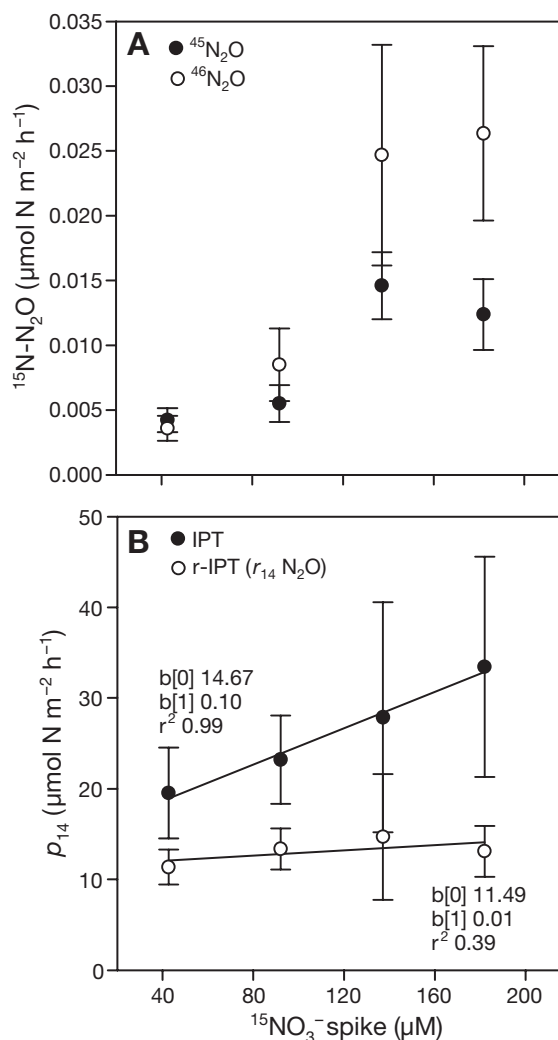 A
● ⁴⁵N₂O
○ ⁴⁶N₂O
¹⁵N-N₂O (µmol N m⁻² h⁻¹)
0.035
0.030
0.025
0.020
0.015
0.010
0.005
0.000
B
● IPT
○ r-IPT (r₁₄ N₂O)
p₁₄ (µmol N m⁻² h⁻¹)
50
40
30
20
10
0
b[0] 14.67
b[1] 0.10
r² 0.99
b[0] 11.49
b[1] 0.01
r² 0.39
40 80 120 160 200
¹⁵NO₃⁻ spike (µM)